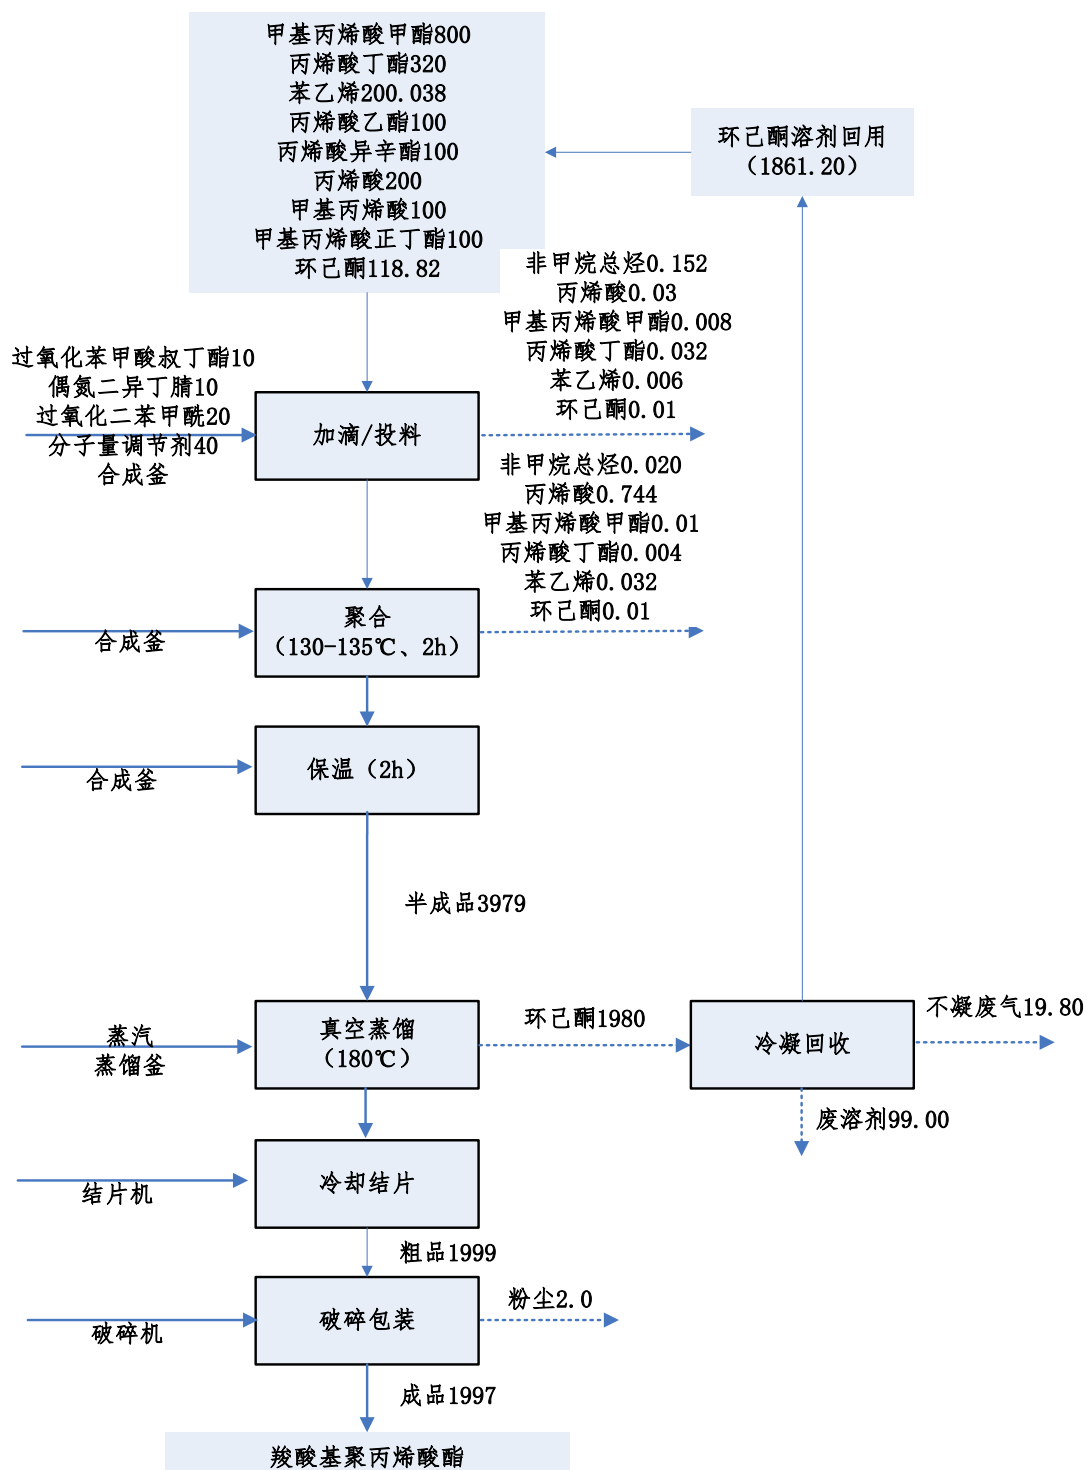 甲基丙烯酸甲酯800
丙烯酸丁酯320
苯乙烯200.038
丙烯酸乙酯100
丙烯酸异辛酯100
丙烯酸200
甲基丙烯酸100
甲基丙烯酸正丁酯100
环己酮118.82
环己酮溶剂回用
（1861.20）
非甲烷总烃0.152
丙烯酸0.03
甲基丙烯酸甲酯0.008
丙烯酸丁酯0.032
苯乙烯0.006
环己酮0.01
过氧化苯甲酸叔丁酯10
偶氮二异丁腈10
过氧化二苯甲酰20
分子量调节剂40
合成釜
加滴/投料
非甲烷总烃0.020
丙烯酸0.744
甲基丙烯酸甲酯0.01
丙烯酸丁酯0.004
苯乙烯0.032
环己酮0.01
合成釜
聚合
（130-135℃、2h）
合成釜
保温（2h）
半成品3979
蒸汽
蒸馏釜
真空蒸馏
（180℃）
环己酮1980
冷凝回收
不凝废气19.80
废溶剂99.00
结片机
冷却结片
粗品1999
破碎机
破碎包装
粉尘2.0
成品1997
羧酸基聚丙烯酸酯